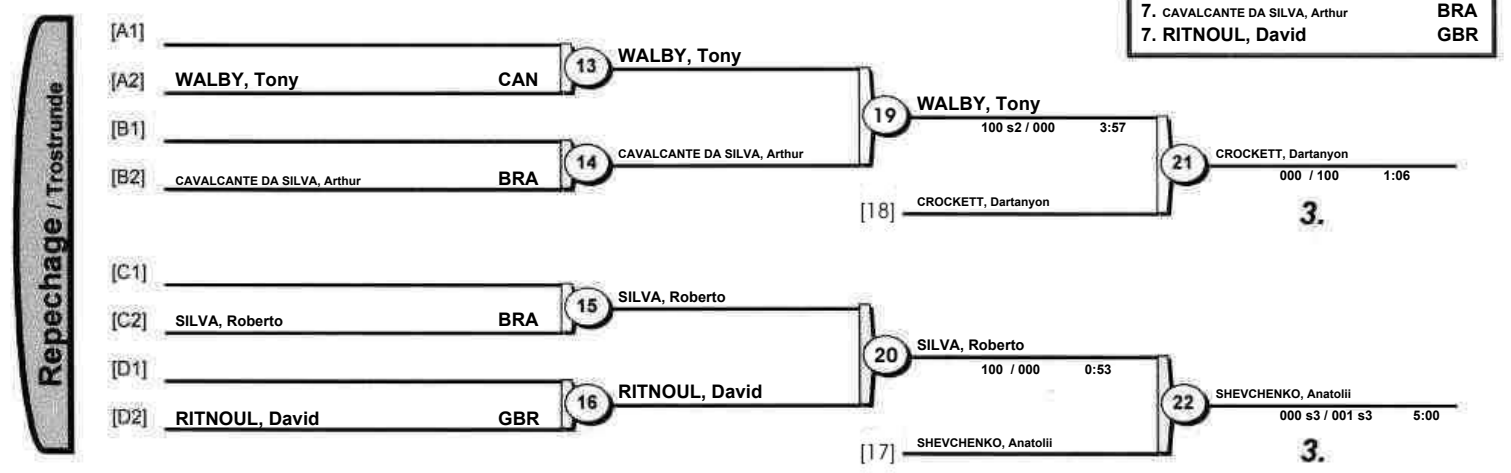 7. CAVALCANTE DA SILVA, Arthur BRA
7. RITNOUL, David GBR
Repechage / Trostrunde
[A1]
[A2] WALBY, Tony CAN
13
WALBY, Tony
[B1]
[B2] CAVALCANTE DA SILVA, Arthur BRA
14
CAVALCANTE DA SILVA, Arthur
19
WALBY, Tony
100 s2 / 000 3:57
[18] CROCKETT, Dartanyon
21
CROCKETT, Dartanyon
000 / 100 1:06
3.
[C1]
[C2] SILVA, Roberto BRA
15
SILVA, Roberto
[D1]
[D2] RITNOUL, David GBR
16
RITNOUL, David
20
SILVA, Roberto
100 / 000 0:53
[17] SHEVCHENKO, Anatolii
22
SHEVCHENKO, Anatolii
000 s3 / 001 s3 5:00
3.